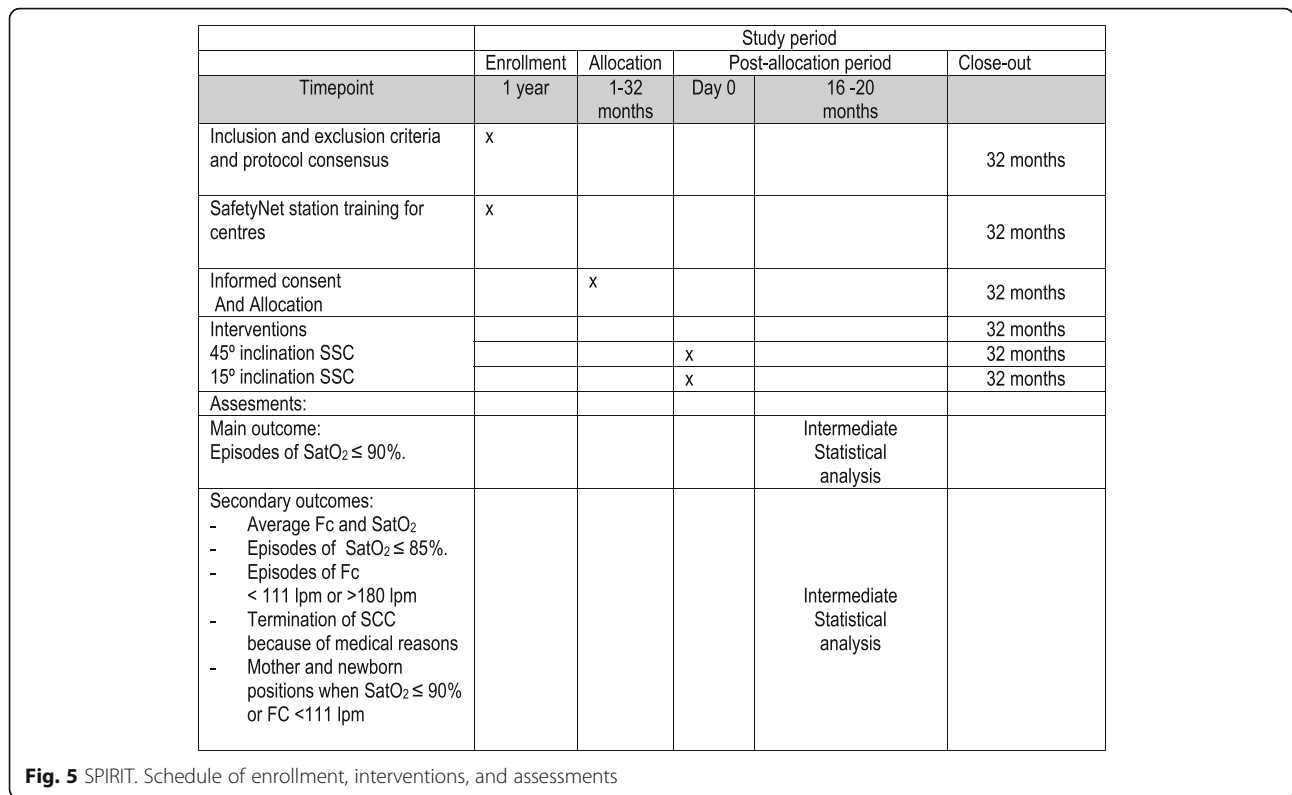 Study period
Enrollment Allocation Post-allocation period Close-out
Timepoint 1 year 1-32 months Day 0 16 -20 months
Inclusion and exclusion criteria x
and protocol consensus 32 months
SafetyNet station training for x
centres 32 months
Informed consent x
And Allocation 32 months
Interventions 32 months
45º inclination SSC x 32 months
15º inclination SSC x 32 months
Assesments:
Main outcome: Intermediate
Episodes of SatO2 ≤ 90%. Statistical
analysis
Secondary outcomes:
- Average Fc and SatO2
- Episodes of SatO2 ≤ 85%.
- Episodes of Fc
< 111 lpm or >180 lpm Intermediate
- Termination of SCC Statistical
because of medical reasons analysis
- Mother and newborn
positions when SatO2 ≤ 90%
or FC <111 lpm
Fig. 5 SPIRIT. Schedule of enrollment, interventions, and assessments